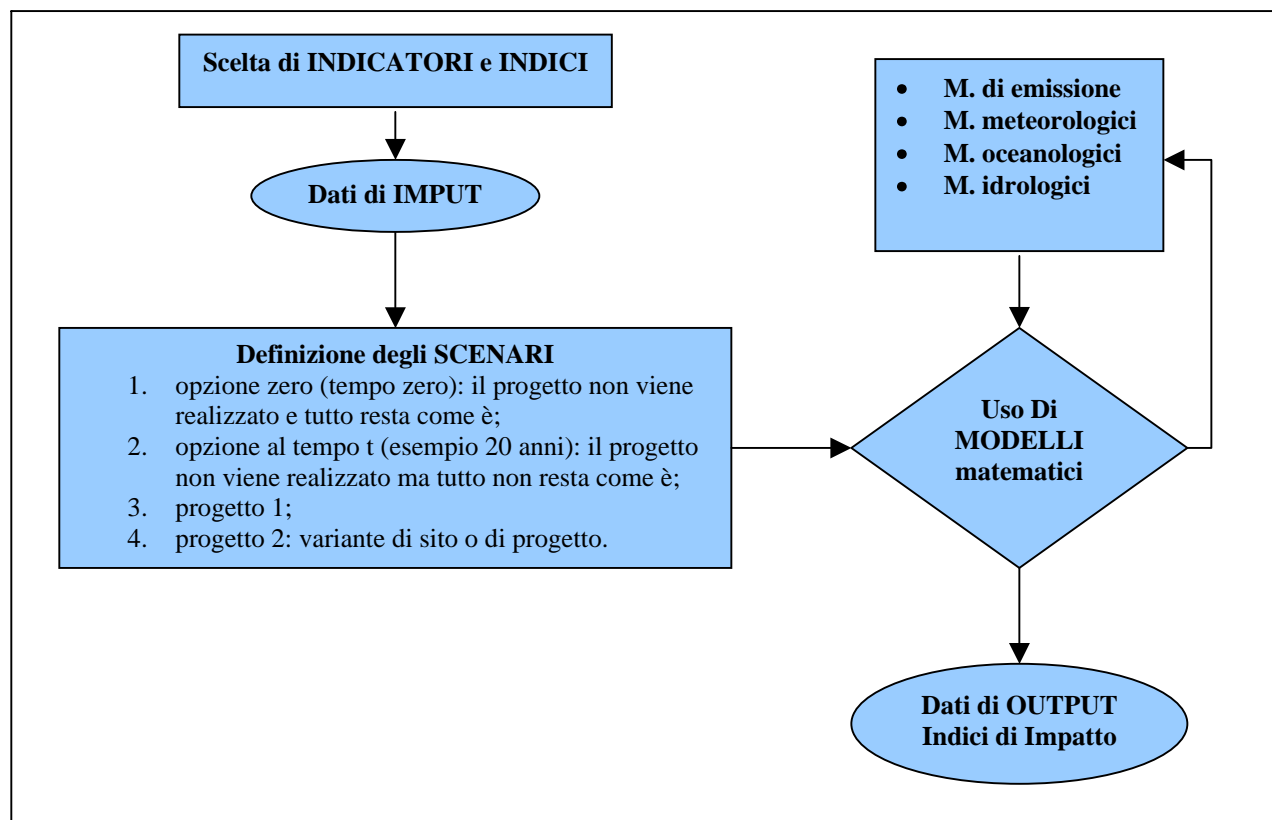 Scelta di INDICATORI e INDICI
Dati di IMPUT
Definizione degli SCENARI
1. opzione zero (tempo zero): il progetto non viene
realizzato e tutto resta come è;
2. opzione al tempo t (esempio 20 anni): il progetto
non viene realizzato ma tutto non resta come è;
3. progetto 1;
4. progetto 2: variante di sito o di progetto.
• M. di emissione
• M. meteorologici
• M. oceanologici
• M. idrologici
Uso Di
MODELLI
matematici
Dati di OUTPUT
Indici di Impatto